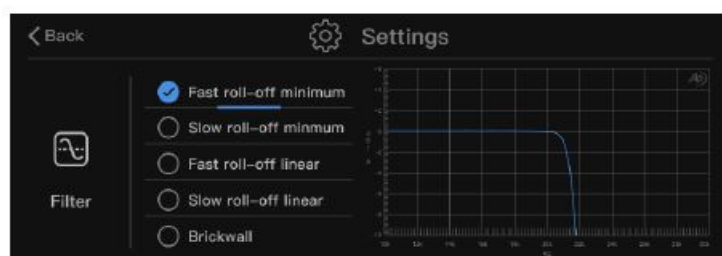 Back
Settings
Fast roll-off minimum
Slow roll-off minmum
Fast roll-off linear
Slow roll-off linear
Brickwall
Filter